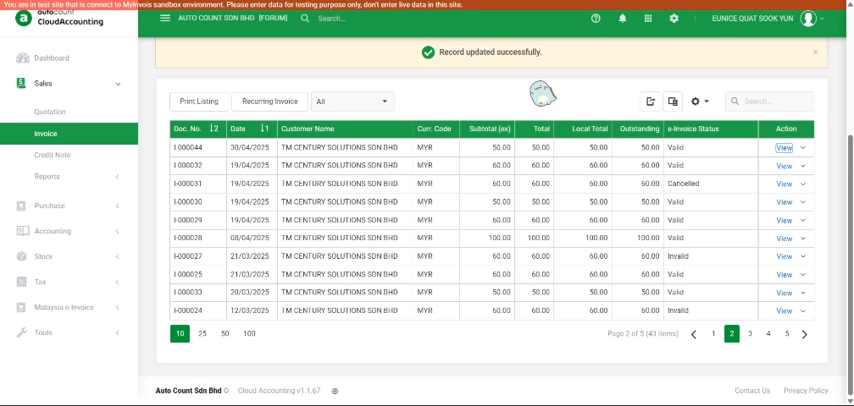 You are in test site that is connect to MyInvois sandbox environment. Please enter data for testing purpose only, don't enter live data in this site.
autocount
CloudAccounting
AUTO COUNT SDN BHD [FORUM] Search... EUNICE QUAT SOOK YUN
Record updated successfully. ×
Dashboard
Sales
Quotation
Invoice
Credit Note
Reports
Purchase
Accounting
Stock
Tax
Malaysia e-Invoice
Tools
Print Listing Recurring Invoice All Search...
Doc. No. 2 Date 1 Customer Name Curr. Code Subtotal (ex) Total Local Total Outstanding e-Invoice Status Action
I-000044 30/04/2025 TM CENTURY SOLUTIONS SDN BHD MYR 50.00 50.00 50.00 50.00 Valid View
I-000032 19/04/2025 TM CENTURY SOLUTIONS SDN BHD MYR 60.00 60.00 60.00 60.00 Valid View
I-000031 19/04/2025 TM CENTURY SOLUTIONS SDN BHD MYR 60.00 60.00 60.00 60.00 Cancelled View
I-000030 19/04/2025 TM CENTURY SOLUTIONS SDN BHD MYR 50.00 50.00 50.00 50.00 Valid View
I-000029 19/04/2025 TM CENTURY SOLUTIONS SDN BHD MYR 60.00 60.00 60.00 60.00 Valid View
I-000028 08/04/2025 TM CENTURY SOLUTIONS SDN BHD MYR 100.00 100.00 100.00 100.00 Valid View
I-000027 21/03/2025 TM CENTURY SOLUTIONS SDN BHD MYR 60.00 60.00 60.00 60.00 Invalid View
I-000025 21/03/2025 TM CENTURY SOLUTIONS SDN BHD MYR 60.00 60.00 60.00 60.00 Valid View
I-000033 20/03/2025 TM CENTURY SOLUTIONS SDN BHD MYR 50.00 50.00 50.00 50.00 Valid View
I-000024 12/03/2025 TM CENTURY SOLUTIONS SDN BHD MYR 60.00 60.00 60.00 60.00 Invalid View
10 25 50 100 Page 2 of 5 (43 items) 1 2 3 4 5
Auto Count Sdn Bhd © Cloud Accounting v1.1.67 Contact Us Privacy Policy